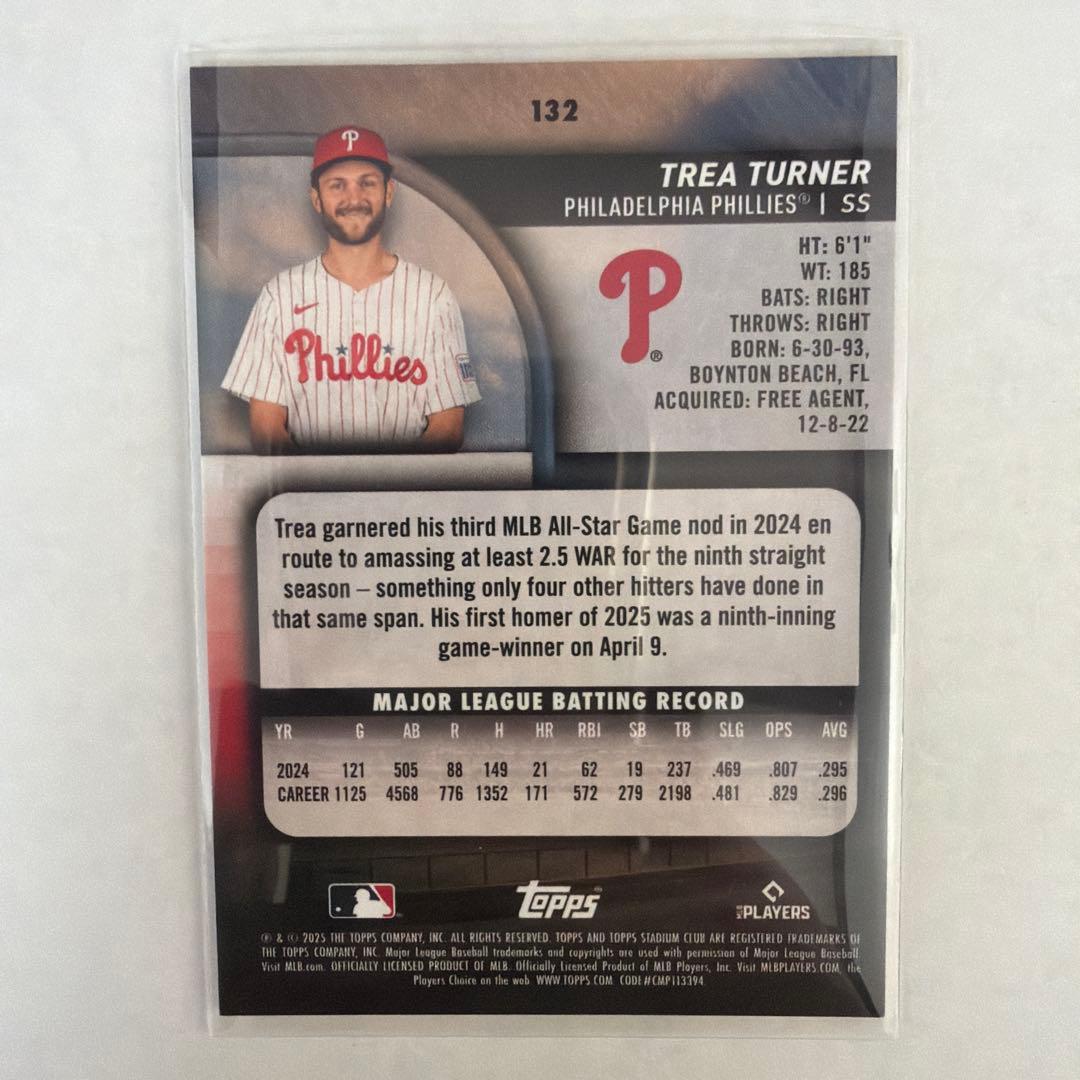 132
P
TREA TURNER
PHILADELPHIA PHILLIES® | SS
Phillies
P®
HT: 6'1"
WT: 185
BATS: RIGHT
THROWS: RIGHT
BORN: 6-30-93,
BOYNTON BEACH, FL
ACQUIRED: FREE AGENT,
12-8-22
Trea garnered his third MLB All-Star Game nod in 2024 en
route to amassing at least 2.5 WAR for the ninth straight
season – something only four other hitters have done in
that same span. His first homer of 2025 was a ninth-inning
game-winner on April 9.
MAJOR LEAGUE BATTING RECORD
YR G AB R H HR RBI SB TB SLG OPS AVG
2024 121 505 88 149 21 62 19 237 .469 .807 .295
CAREER 1125 4568 776 1352 171 572 279 2198 .481 .829 .296
topps
PLAYERS
℗ & © 2025 THE TOPPS COMPANY, INC. ALL RIGHTS RESERVED. TOPPS AND TOPPS STADIUM CLUB ARE REGISTERED TRADEMARKS OF
THE TOPPS COMPANY, INC. Major League Baseball trademarks and copyrights are used with permission of Major League Baseball.
Visit MLB.com. OFFICIALLY LICENSED PRODUCT OF MLB. Officially Licensed Product of MLB Players, Inc. Visit MLBPLAYERS.COM, the
Players Choice on the web WWW.TOPPS.COM CODE#CMP113394